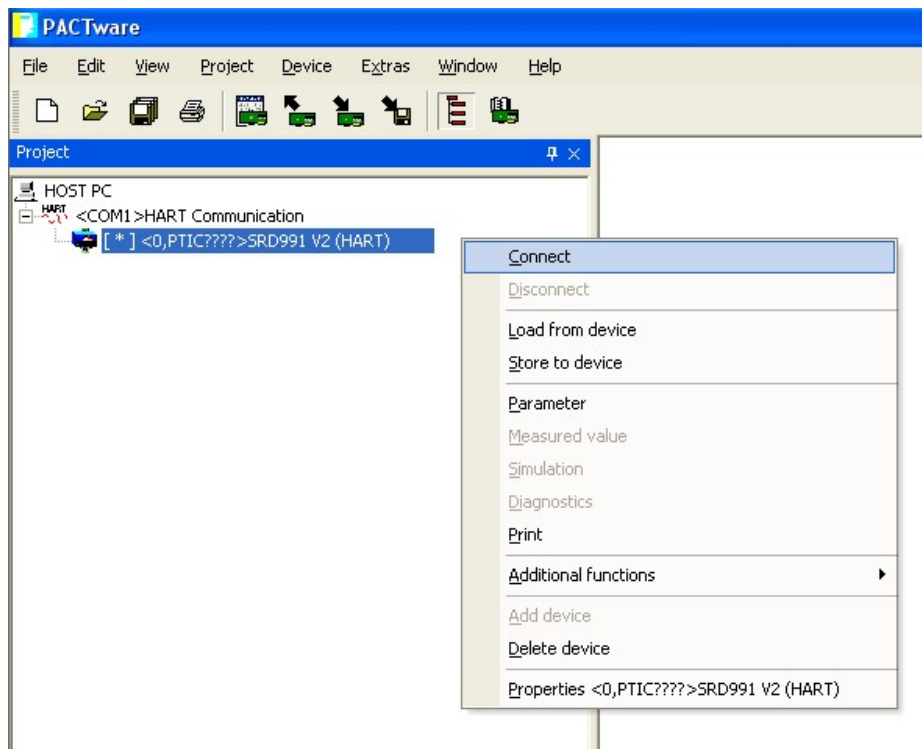 PACTware
File Edit View Project Device Extras Window Help
Project
HOST PC
HART <COM1>HART Communication
[ * ] <0,PTIC????>SRD991 V2 (HART)
Connect
Disconnect
Load from device
Store to device
Parameter
Measured value
Simulation
Diagnostics
Print
Additional functions
Add device
Delete device
Properties <0,PTIC????>SRD991 V2 (HART)